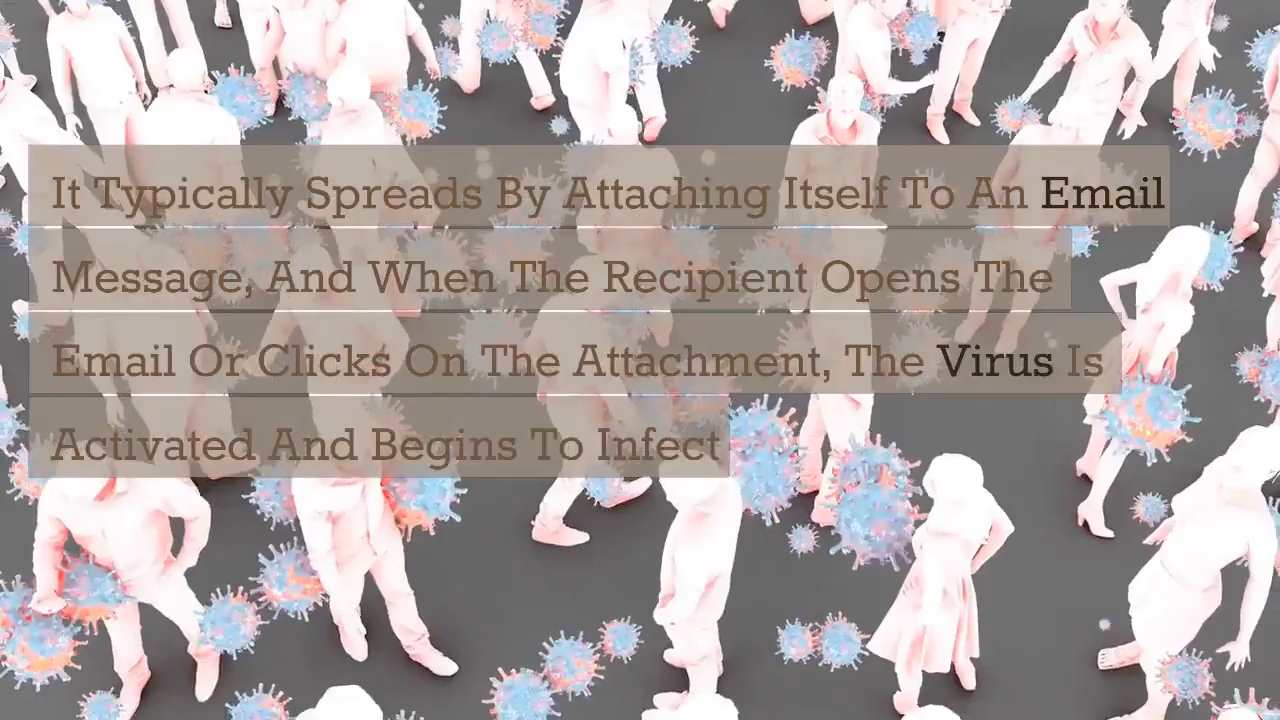 It Typically Spreads By Attaching Itself To An Email
Message, And When The Recipient Opens The
Email Or Clicks On The Attachment, The Virus Is
Activated And Begins To Infect